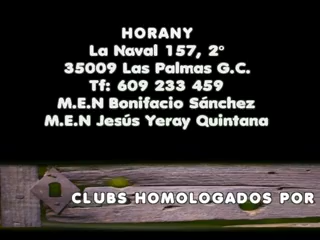 HORANY
La Naval 157, 2º
35009 Las Palmas G.C.
Tf: 609 233 459
M.E.N Bonifacio Sánchez
M.E.N Jesús Yeray Quintana
CLUBS HOMOLOGADOS POR